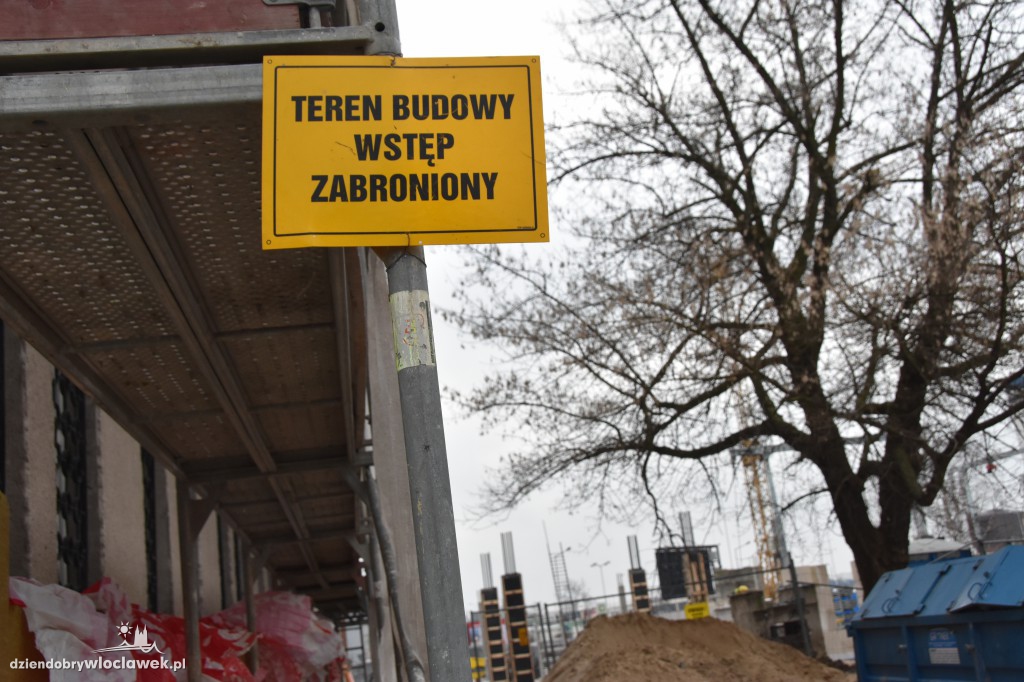 TEREN BUDOWY
WSTĘP
ZABRONIONY
dziendobrywloclawek.pl